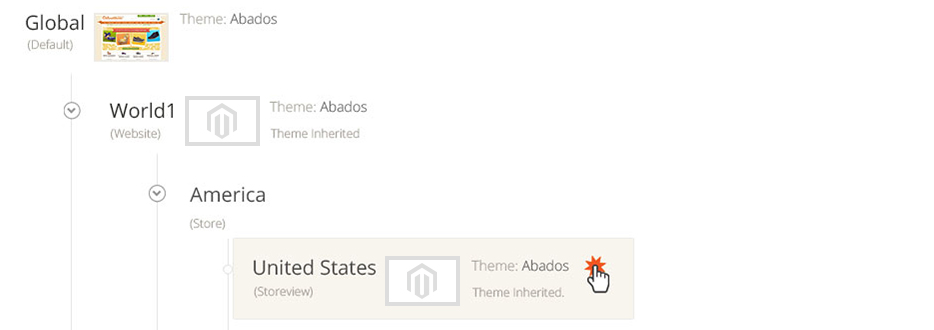 Global
Theme: Abados
(Default)
World1
Theme: Abados
(Website)
Theme Inherited
America
(Store)
United States
Theme: Abados
(Storeview)
Theme Inherited.